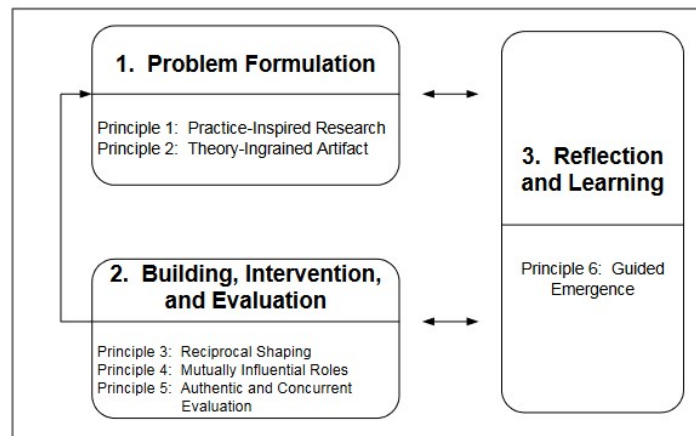 1. Problem Formulation
Principle 1: Practice-Inspired Research
Principle 2: Theory-Ingrained Artifact
2. Building, Intervention,
and Evaluation
Principle 3: Reciprocal Shaping
Principle 4: Mutually Influential Roles
Principle 5: Authentic and Concurrent
Evaluation
3. Reflection
and Learning
Principle 6: Guided
Emergence